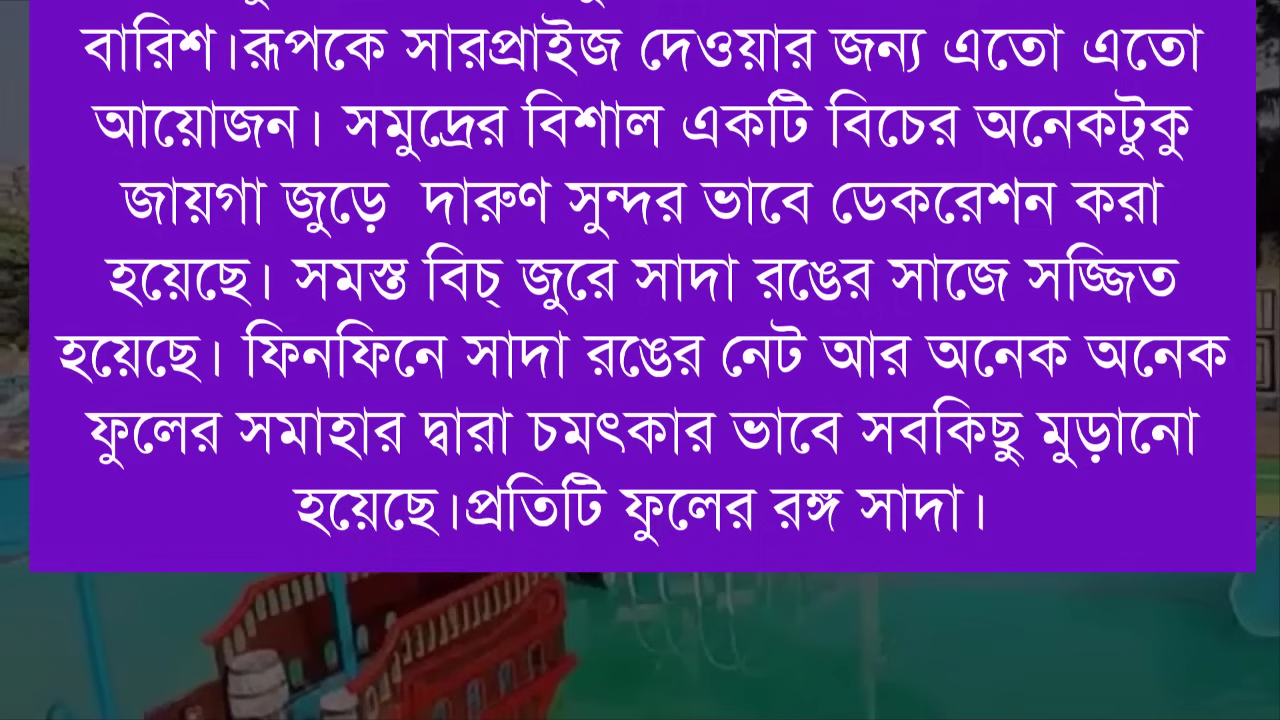 বারিশ।রূপকে সারপ্রাইজ দেওয়ার জন্য এতো এতো
আয়োজন। সমুদ্রের বিশাল একটি বিচের অনেকটুকু
জায়গা জুড়ে দারুণ সুন্দর ভাবে ডেকরেশন করা
হয়েছে। সমস্ত বিচ্ জুরে সাদা রঙের সাজে সজ্জিত
হয়েছে। ফিনফিনে সাদা রঙের নেট আর অনেক অনেক
ফুলের সমাহার দ্বারা চমৎকার ভাবে সবকিছু মুড়ানো
হয়েছে।প্রতিটি ফুলের রঙ্গ সাদা।